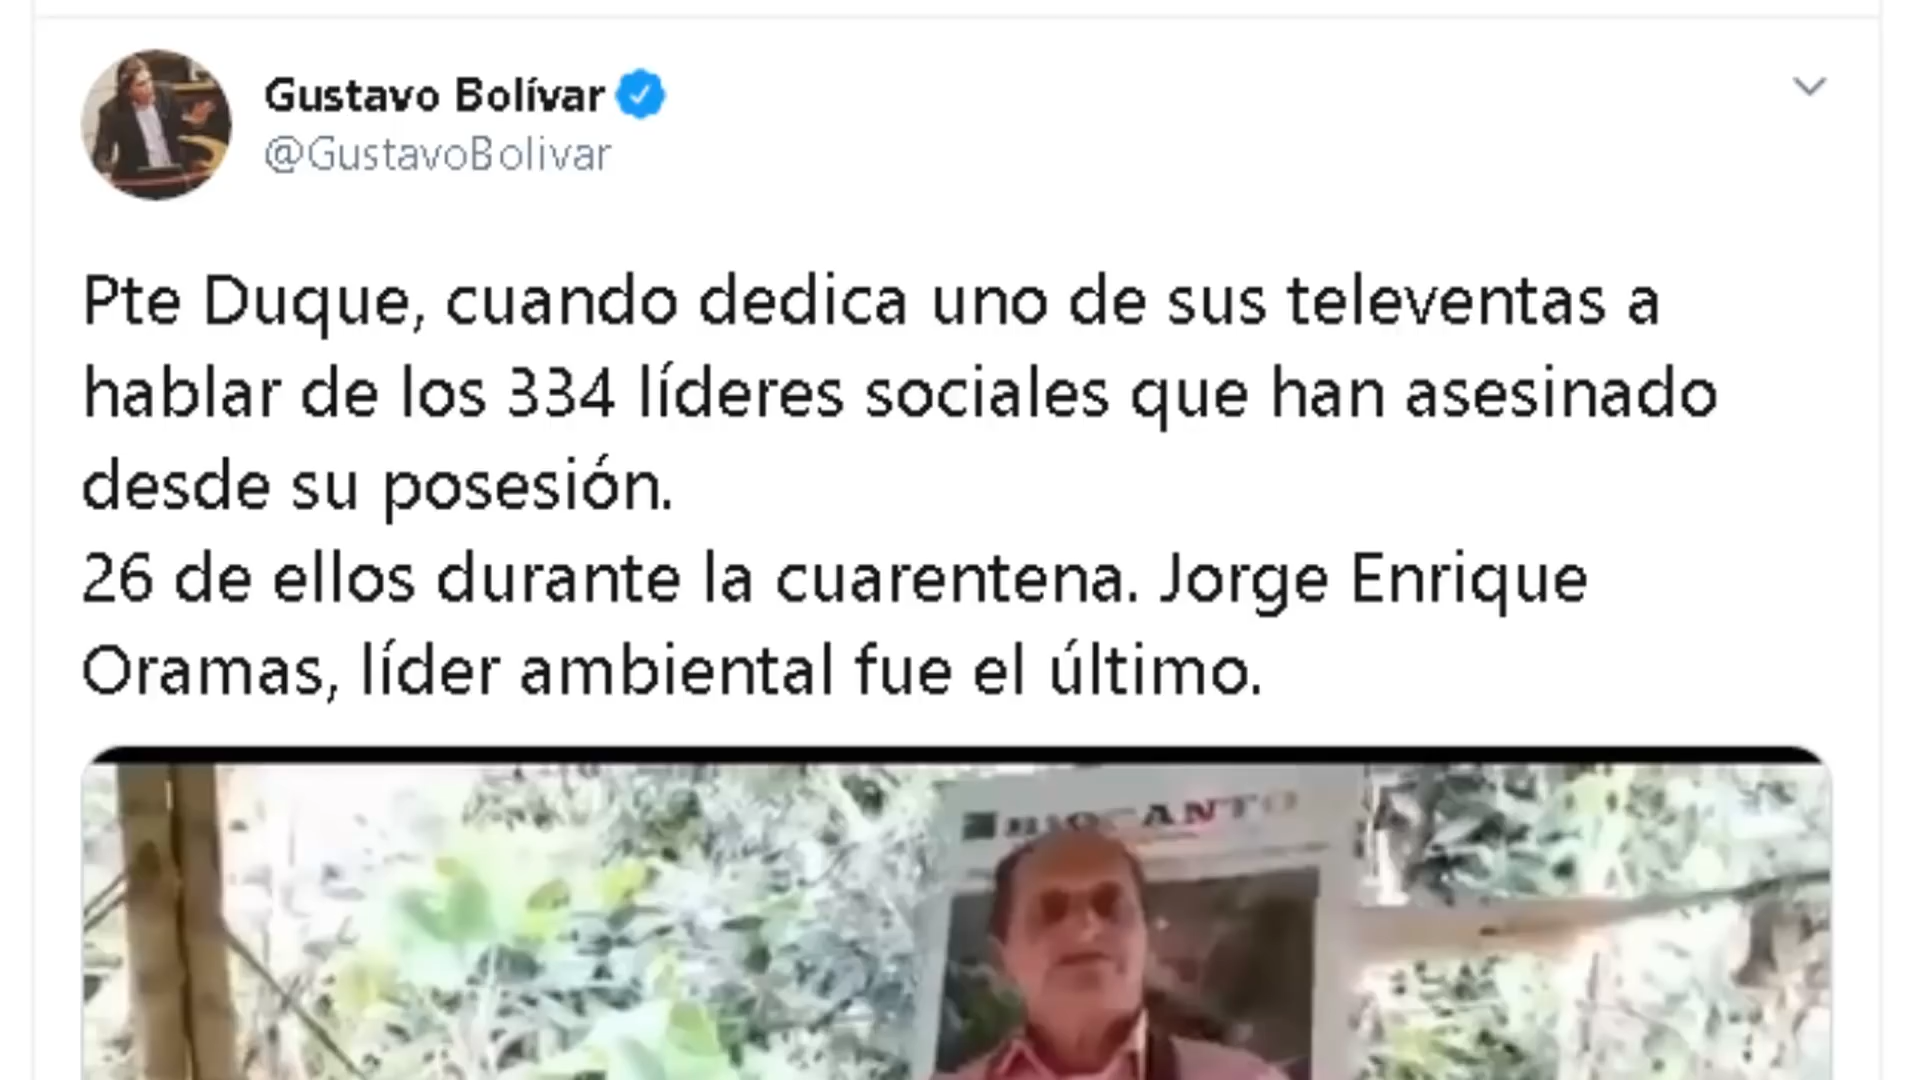 Gustavo Bolívar
@GustavoBolivar
Pte Duque, cuando dedica uno de sus televentas a
hablar de los 334 líderes sociales que han asesinado
desde su posesión.
26 de ellos durante la cuarentena. Jorge Enrique
Oramas, líder ambiental fue el último.